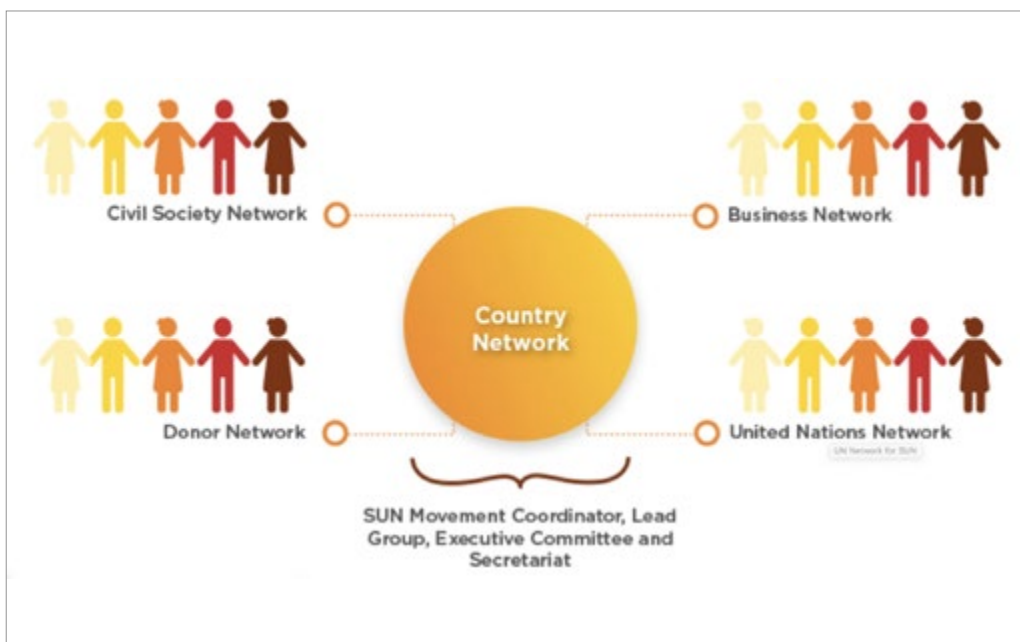 Civil Society Network
Business Network
Country
Network
Donor Network
United Nations Network
UN Network for SUN
SUN Movement Coordinator, Lead
Group, Executive Committee and
Secretariat